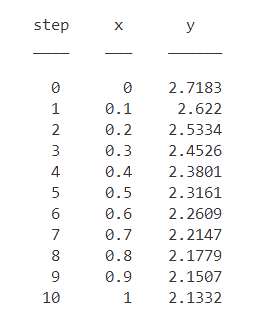 step x y
____ ___ ______
0 0 2.7183
1 0.1 2.622
2 0.2 2.5334
3 0.3 2.4526
4 0.4 2.3801
5 0.5 2.3161
6 0.6 2.2609
7 0.7 2.2147
8 0.8 2.1779
9 0.9 2.1507
10 1 2.1332